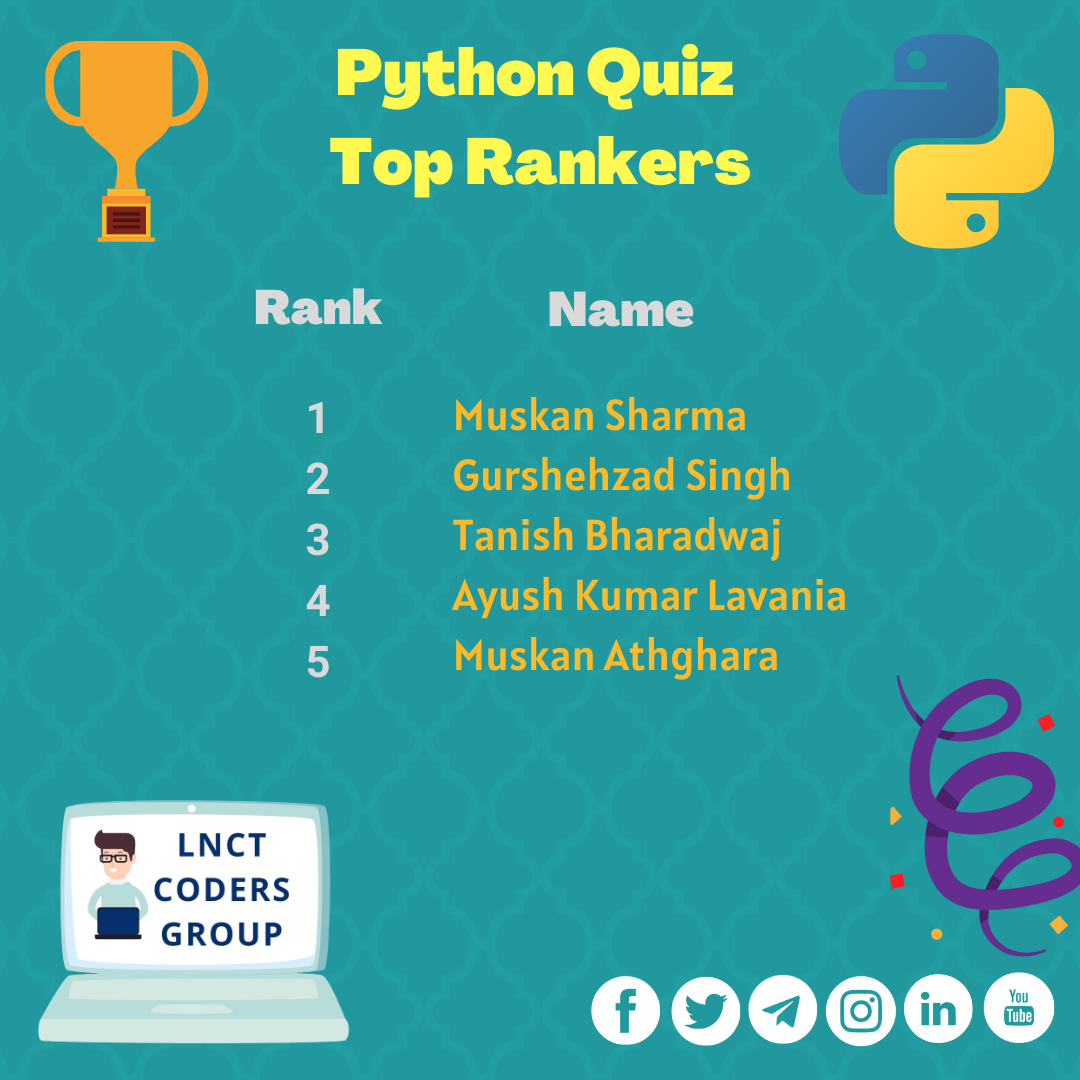 Python Quiz
Top Rankers
Rank Name
1 Muskan Sharma
2 Gurshehzad Singh
3 Tanish Bharadwaj
4 Ayush Kumar Lavania
5 Muskan Athghara
LNCT
CODERS
GROUP
f in You
Tube